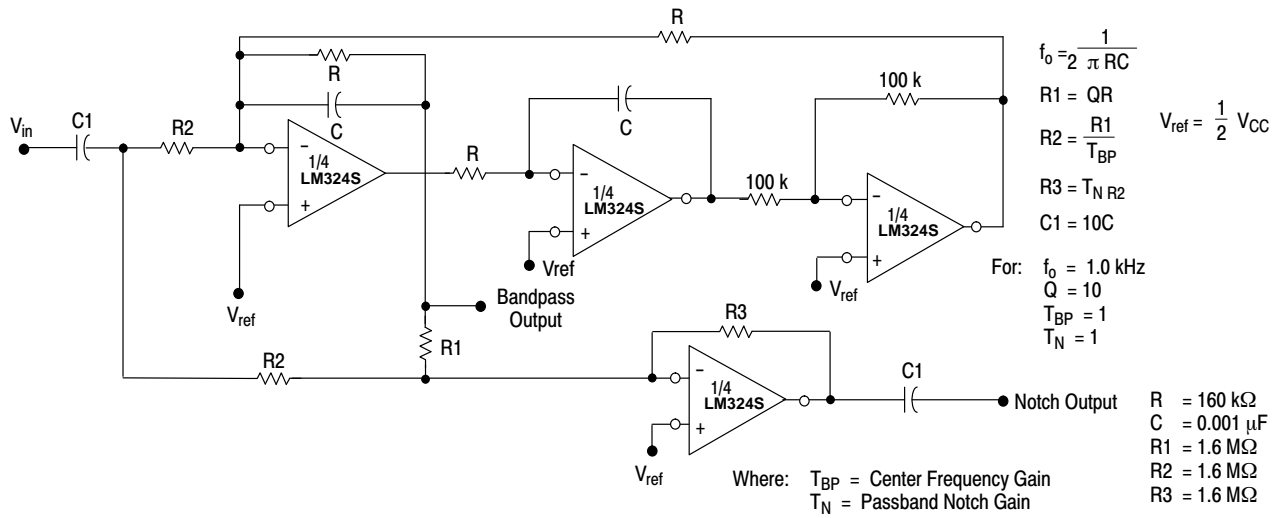 R
R
C
C1
V_in
R2
1/4
LM324S
V_ref
R
C
1/4
LM324S
Vref
100 k
100 k
1/4
LM324S
V_ref
Bandpass
Output
R1
R2
R3
1/4
LM324S
V_ref
C1
Notch Output
f_o = 1 / 2 π RC
R1 = QR
R2 = R1 / T_BP
R3 = T_N R2
C1 = 10C
V_ref = 1/2 V_CC
For: f_o = 1.0 kHz
Q = 10
T_BP = 1
T_N = 1
R = 160 kΩ
C = 0.001 μF
R1 = 1.6 MΩ
R2 = 1.6 MΩ
R3 = 1.6 MΩ
Where: T_BP = Center Frequency Gain
T_N = Passband Notch Gain